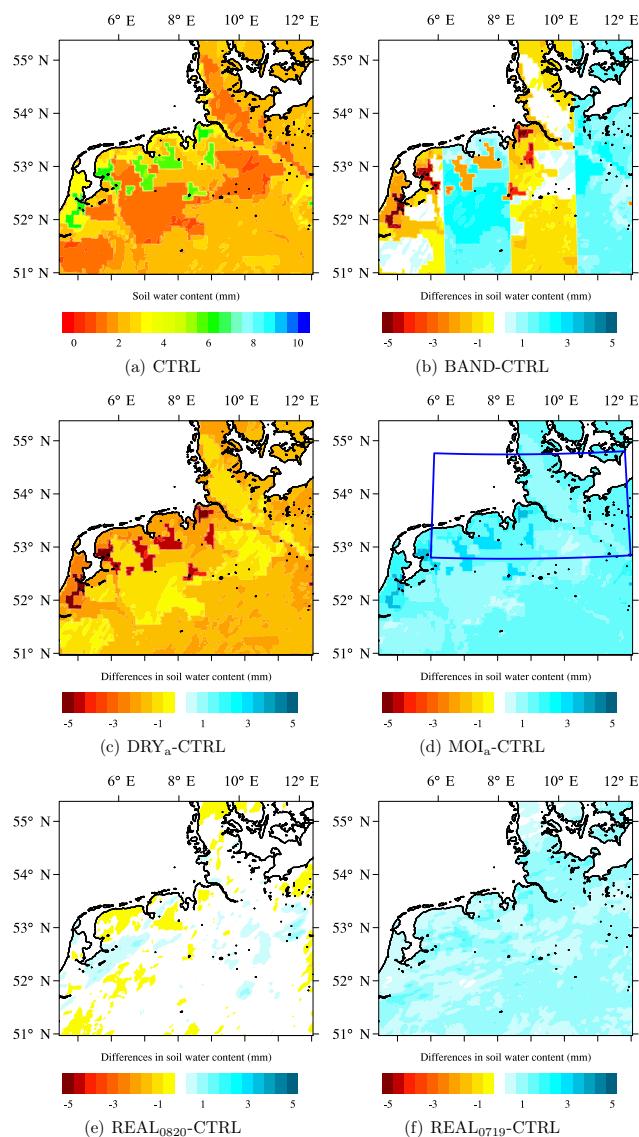 6° E 8° E 10° E 12° E 6° E 8° E 10° E 12° E
55° N 55° N
54° N 54° N
53° N 53° N
52° N 52° N
51° N 51° N
Soil water content (mm) Differences in soil water content (mm)
0 2 4 6 8 10 -5 -3 -1 1 3 5
(a) CTRL (b) BAND-CTRL
6° E 8° E 10° E 12° E 6° E 8° E 10° E 12° E
55° N 55° N
54° N 54° N
53° N 53° N
52° N 52° N
51° N 51° N
Differences in soil water content (mm) Differences in soil water content (mm)
-5 -3 -1 1 3 5 -5 -3 -1 1 3 5
(c) DRYₐ-CTRL (d) MOIₐ-CTRL
6° E 8° E 10° E 12° E 6° E 8° E 10° E 12° E
55° N 55° N
54° N 54° N
53° N 53° N
52° N 52° N
51° N 51° N
Differences in soil water content (mm) Differences in soil water content (mm)
-5 -3 -1 1 3 5 -5 -3 -1 1 3 5
(e) REAL₀₈₂₀-CTRL (f) REAL₀₇₁₉-CTRL